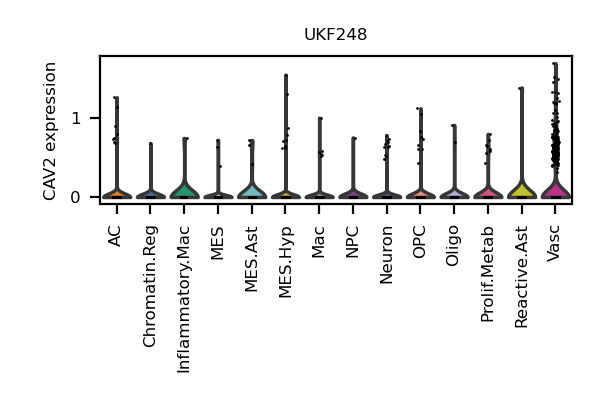 UKF248
CAV2 expression
1
0
AC
Chromatin.Reg
Inflammatory.Mac
MES
MES.Ast
MES.Hyp
Mac
NPC
Neuron
OPC
Oligo
Prolif.Metab
Reactive.Ast
Vasc